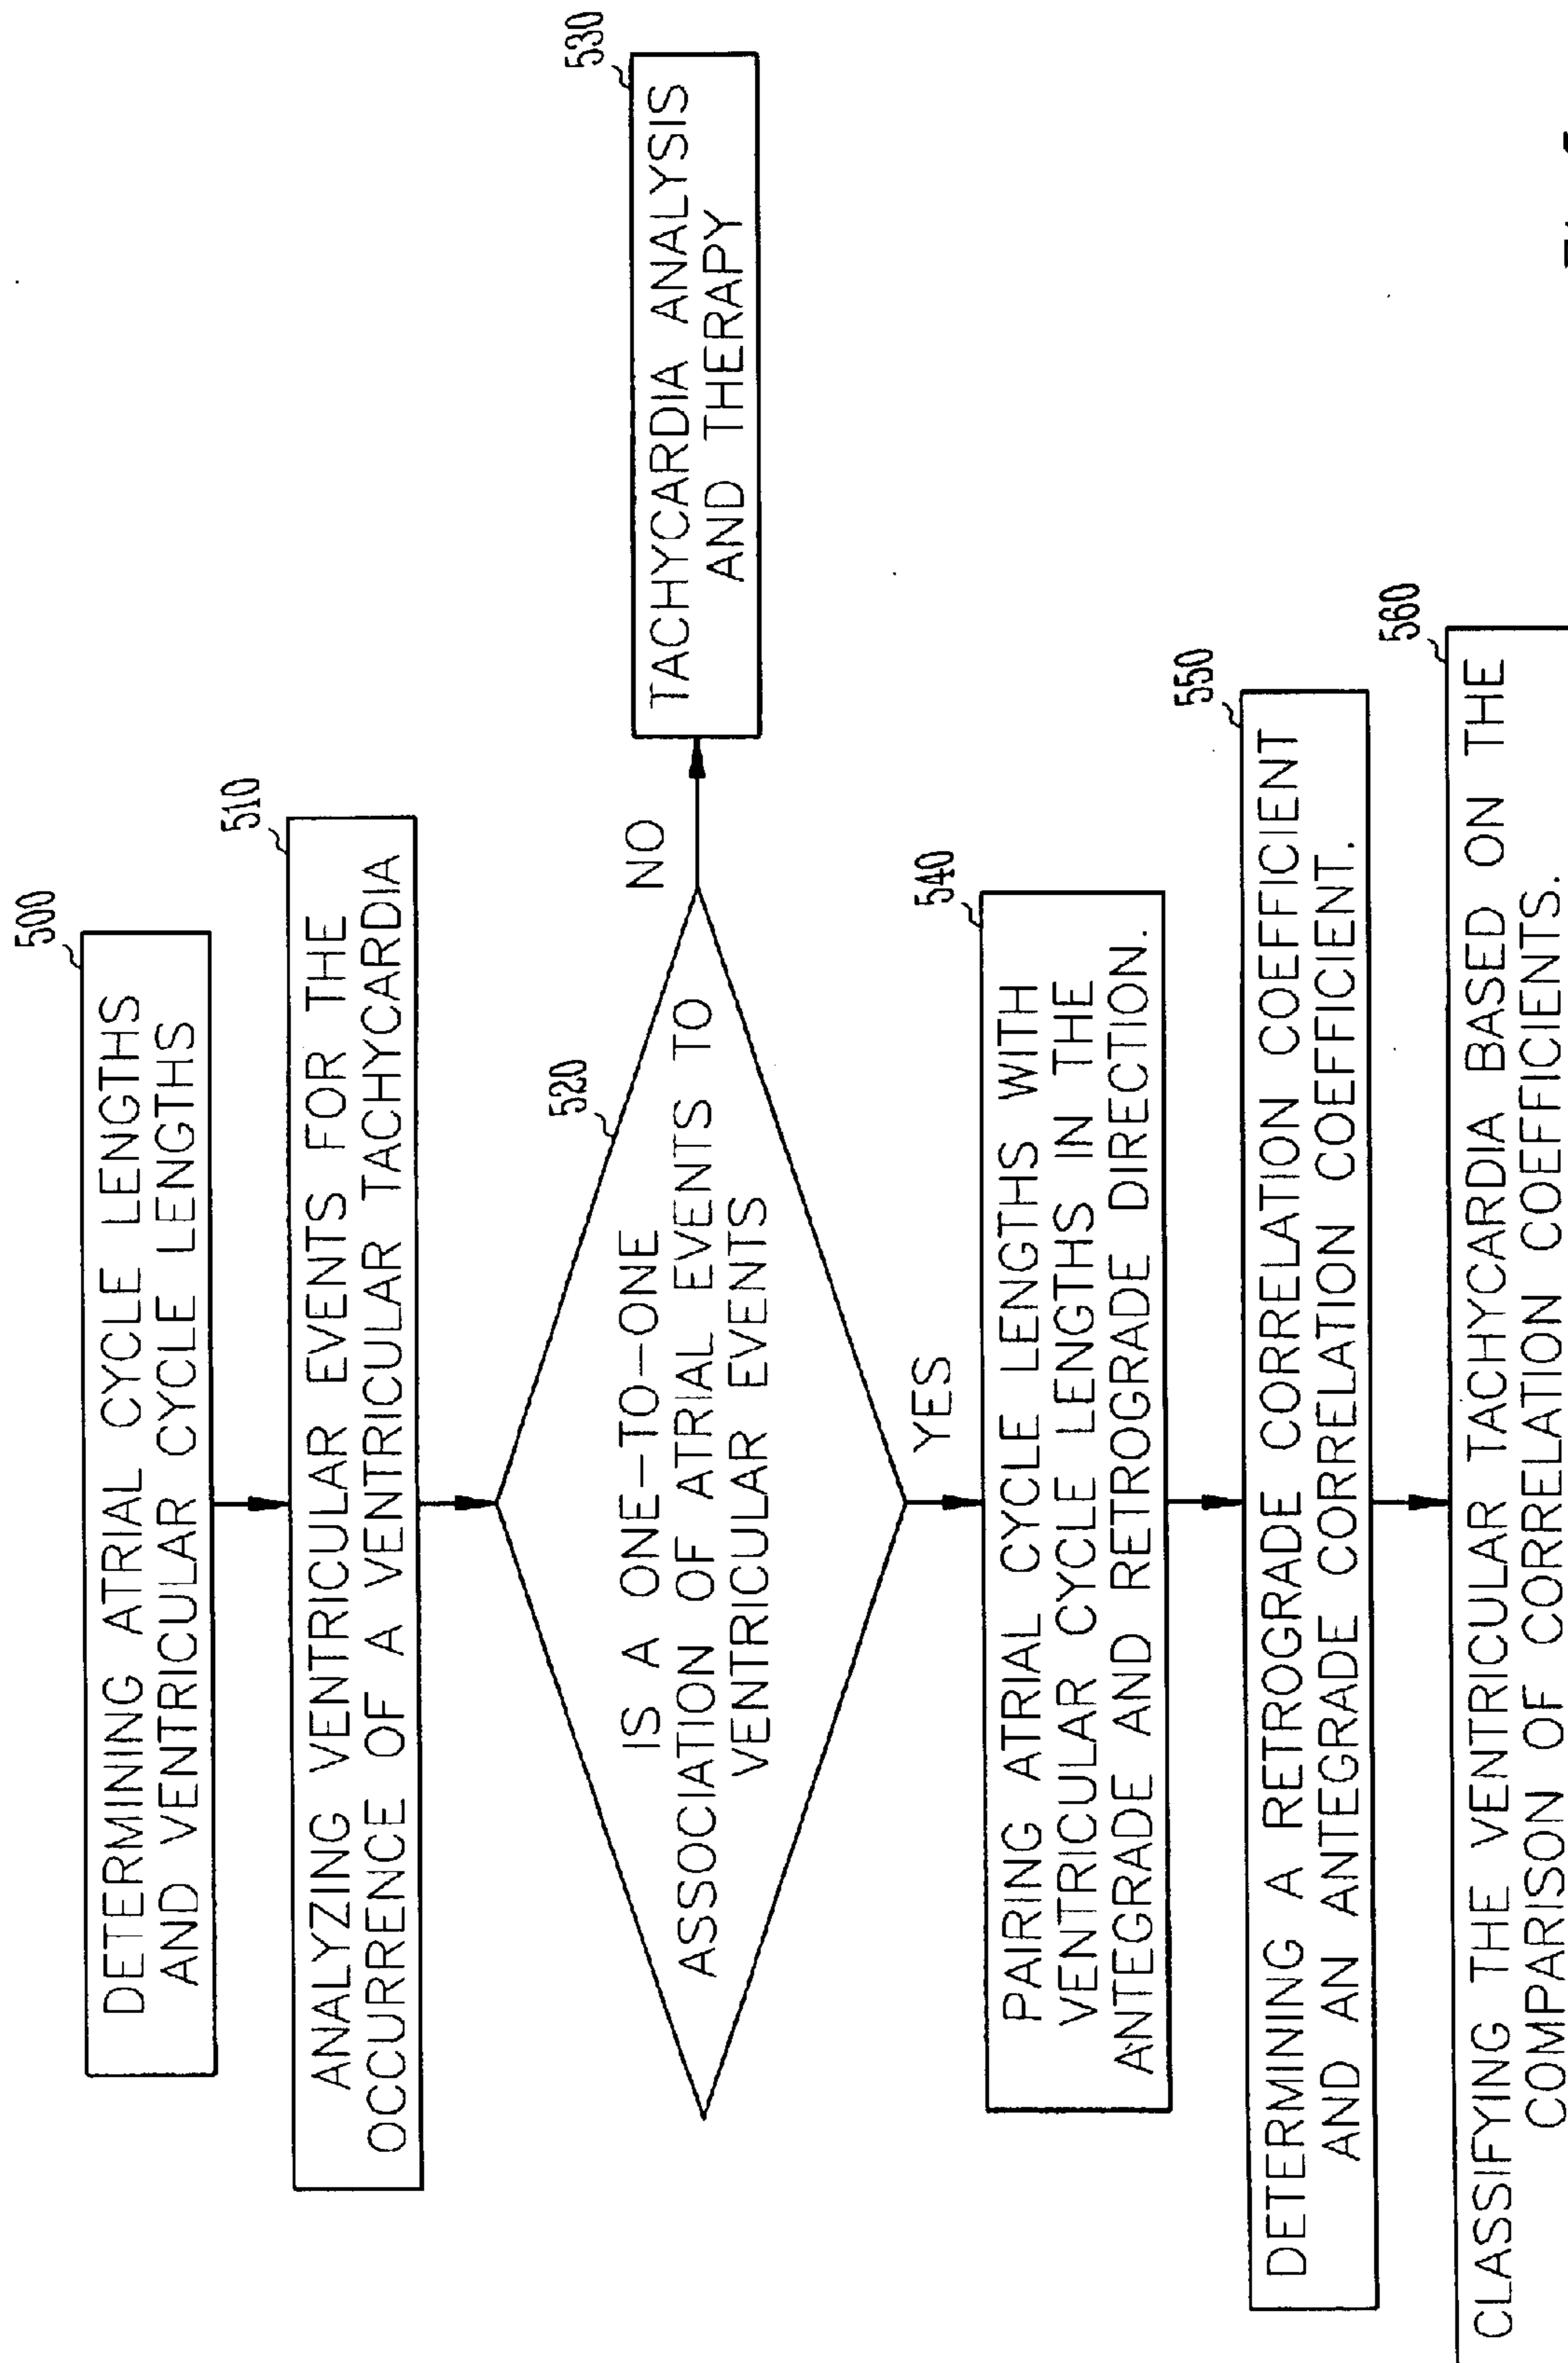 500
DETERMINING ATRIAL CYCLE LENGTHS
AND VENTRICULAR CYCLE LENGTHS
510
ANALYZING VENTRICULAR EVENTS FOR THE
OCCURRENCE OF A VENTRICULAR TACHYCARDIA
520
IS A ONE-TO-ONE
ASSOCIATION OF ATRIAL EVENTS TO
VENTRICULAR EVENTS
NO
530
TACHYCARDIA ANALYSIS
AND THERAPY
YES
540
PAIRING ATRIAL CYCLE LENGTHS WITH
VENTRICULAR CYCLE LENGTHS IN THE
ANTEGRADE AND RETROGRADE DIRECTION.
550
DETERMINING A RETROGRADE CORRELATION COEFFICIENT
AND AN ANTEGRADE CORRELATION COEFFICIENT.
560
CLASSIFYING THE VENTRICULAR TACHYCARDIA BASED ON THE
COMPARISON OF CORRELATION COEFFICIENTS.